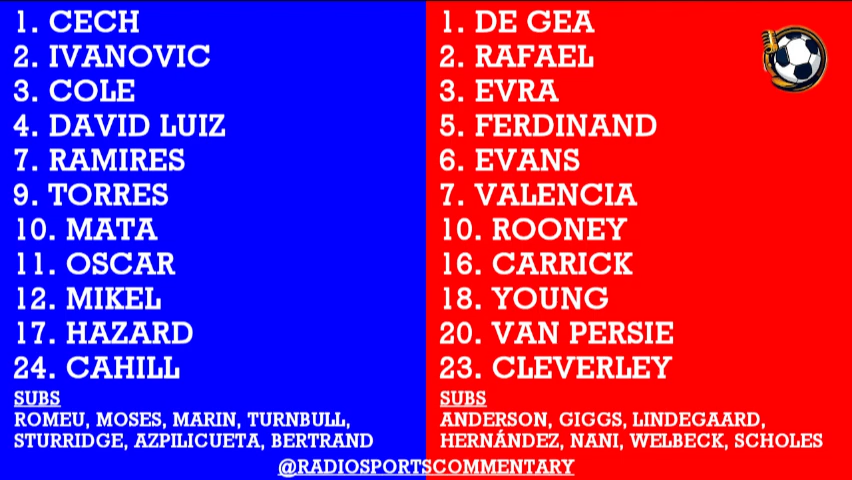 1. CECH
2. IVANOVIC
3. COLE
4. DAVID LUIZ
7. RAMIRES
9. TORRES
10. MATA
11. OSCAR
12. MIKEL
17. HAZARD
24. CAHILL
SUBS
ROMEU, MOSES, MARIN, TURNBULL,
STURRIDGE, AZPILICUETA, BERTRAND
1. DE GEA
2. RAFAEL
3. EVRA
5. FERDINAND
6. EVANS
7. VALENCIA
10. ROONEY
16. CARRICK
18. YOUNG
20. VAN PERSIE
23. CLEVERLEY
SUBS
ANDERSON, GIGGS, LINDEGAARD,
HERNÁNDEZ, NANI, WELBECK, SCHOLES
@RADIOSPORTSCOMMENTARY